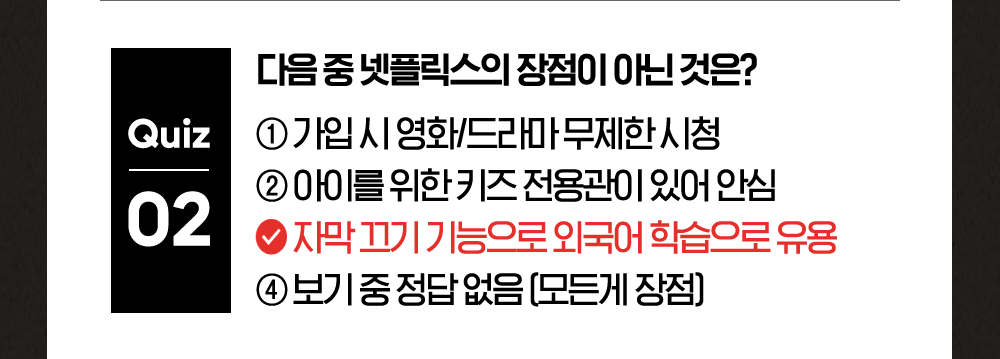 Quiz
02
다음 중 넷플릭스의 장점이 아닌 것은?
① 가입 시 영화/드라마 무제한 시청
② 아이를 위한 키즈 전용관이 있어 안심
자막 끄기 기능으로 외국어 학습으로 유용
④ 보기 중 정답 없음 (모든게 장점)